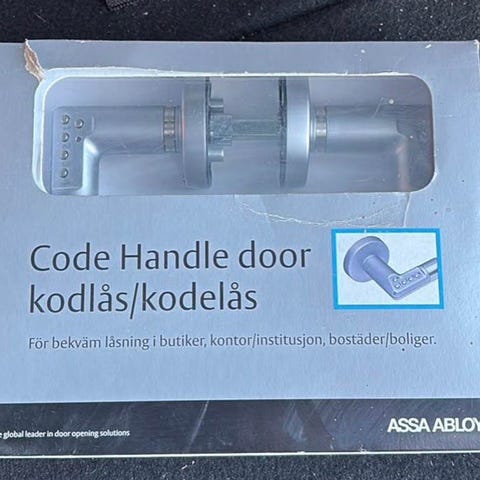 Code Handle door
kodlås/kodelås
För bekväm låsning i butiker, kontor/institusjon, bostäder/boliger.
global leader in door opening solutions
ASSA ABLOY